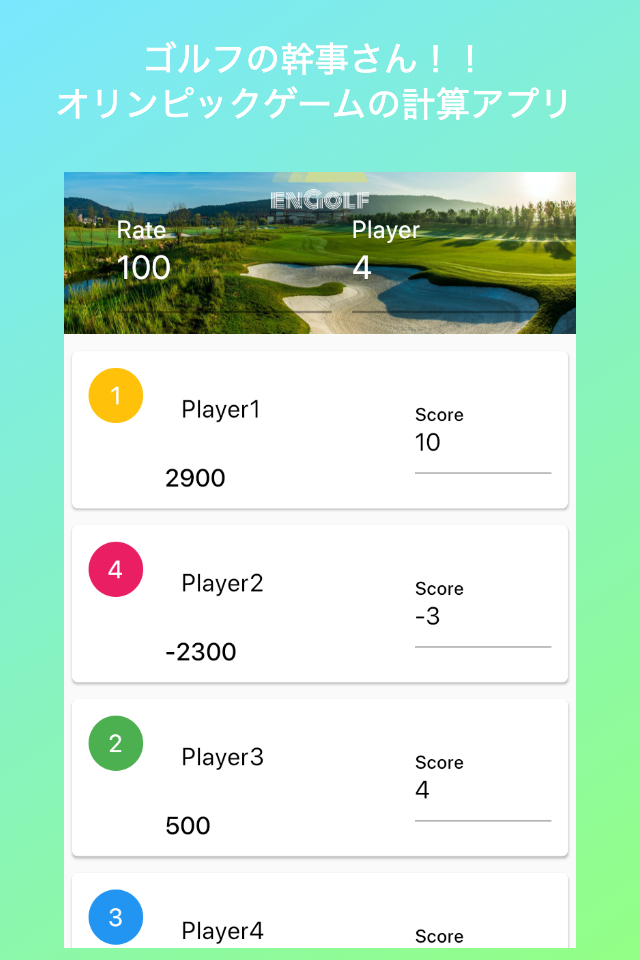 ゴルフの幹事さん！！
オリンピックゲームの計算アプリ
ENGOLF
Rate
Player
100
4
1
Player1
Score
10
2900
4
Player2
Score
-3
-2300
2
Player3
Score
4
500
3
Player4
Score